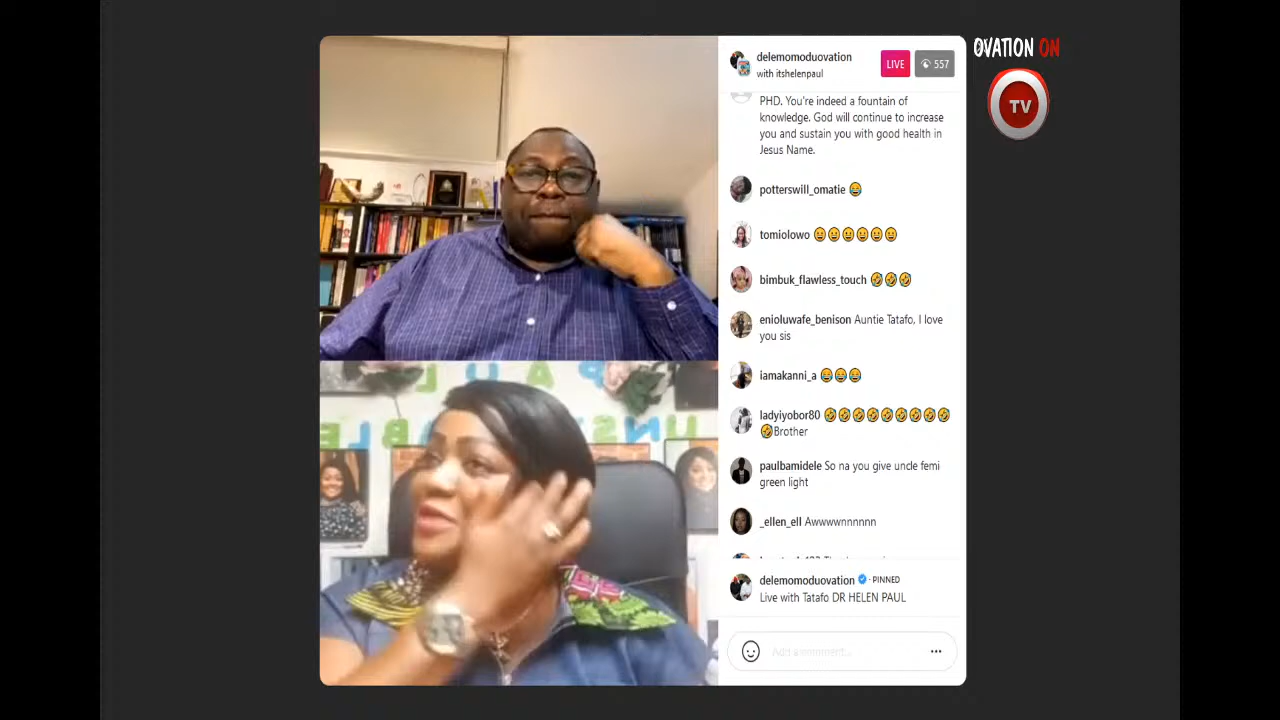 OVATION ON
TV
delemomoduovation
with itshelenpaul
LIVE
557
PHD. You're indeed a fountain of
knowledge. God will continue to increase
you and sustain you with good health in
Jesus Name.
potterswill_omatie 😂
tomiolowo 😆😆😆😆😆😆
bimbuk_flawless_touch 🤣🤣🤣
enioluwafe_benison Auntie Tatafo, I love
you sis
iamakanni_a 😂😂😂
ladyiyobor80 🤣🤣🤣🤣🤣🤣🤣🤣🤣
🤣Brother
paulbamidele So na you give uncle femi
green light
_ellen_ell Awwwwnnnnnn
delemomoduovation · PINNED
Live with Tatafo DR HELEN PAUL
Add a comment...
PAUL